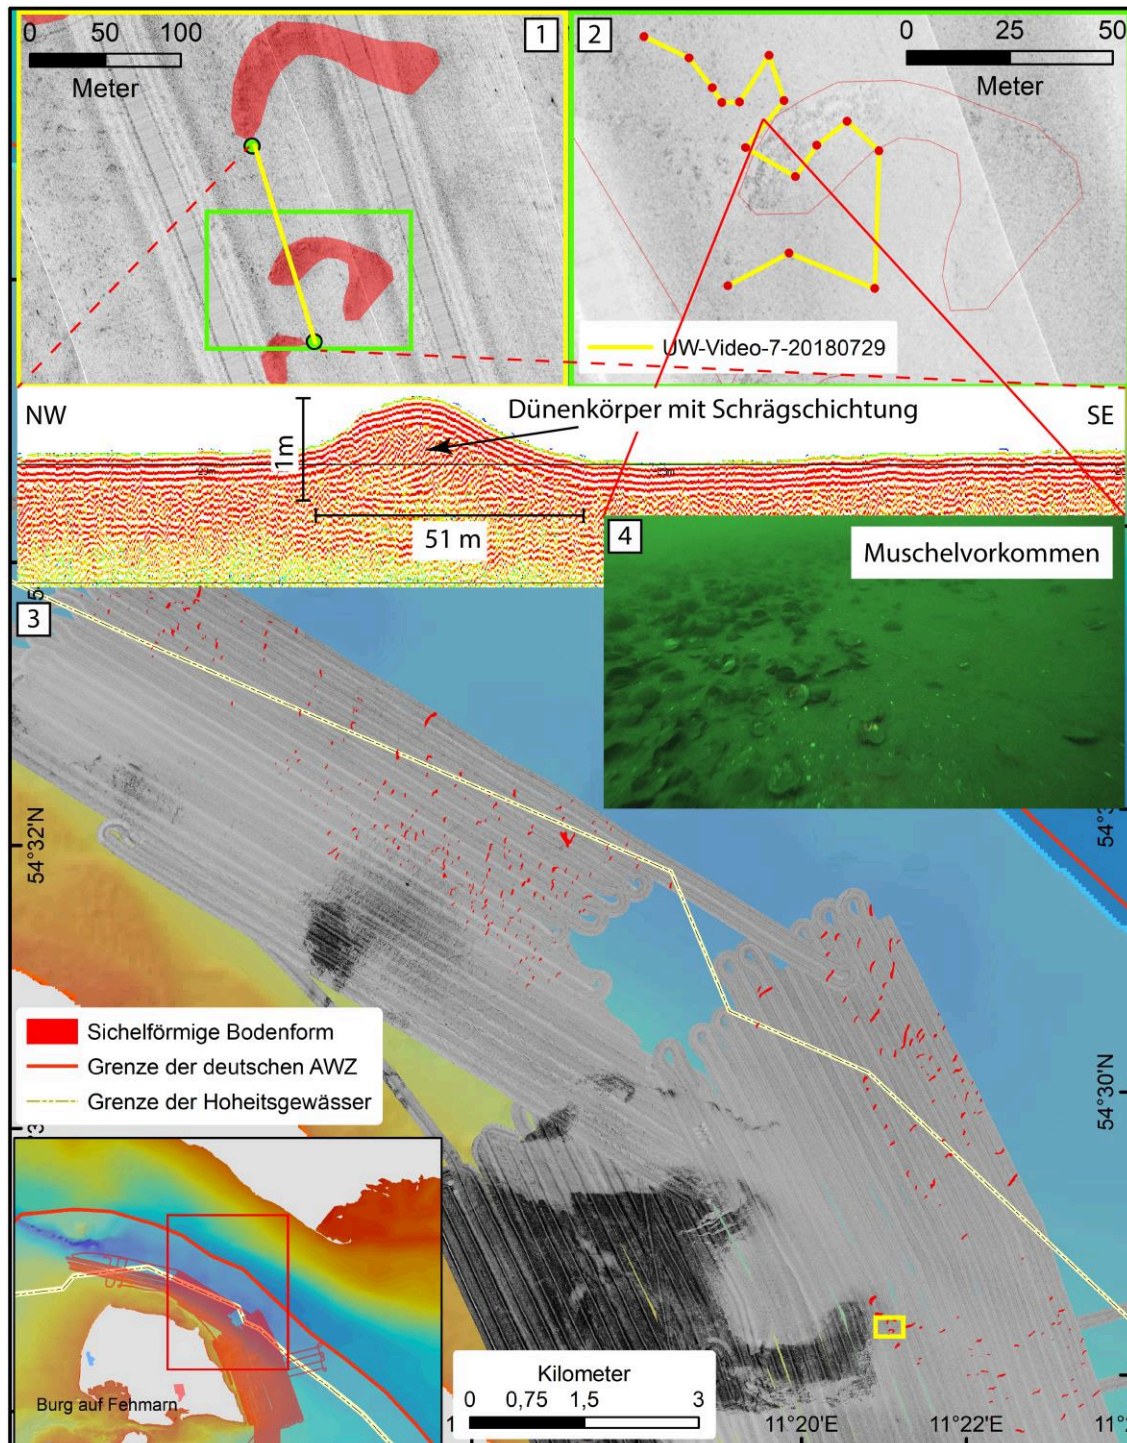 0 50 100
Meter
1
2
0 25 50
Meter
UW-Video-7-20180729
NW
Dünenkörper mit Schrägschichtung
SE
1m
51 m
4
Muschelvorkommen
3
54°32'N
54°30'N
Sichelförmige Bodenform
Grenze der deutschen AWZ
Grenze der Hoheitsgewässer
Burg auf Fehmarn
Kilometer
0 0,75 1,5 3
11°20'E
11°22'E